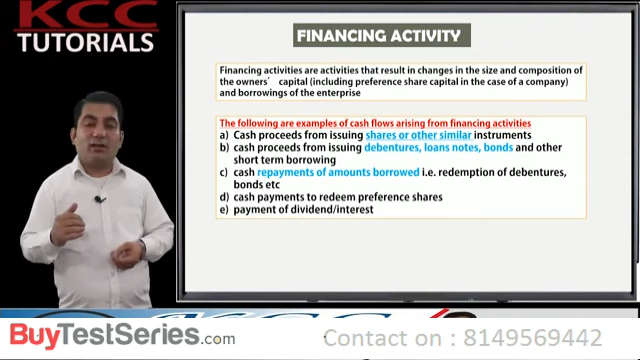 KCC
TUTORIALS
FINANCING ACTIVITY
Financing activities are activities that result in changes in the size and composition of
the owners' capital (including preference share capital in the case of a company)
and borrowings of the enterprise
The following are examples of cash flows arising from financing activities
a) Cash proceeds from issuing shares or other similar instruments
b) cash proceeds from issuing debentures, loans notes, bonds and other
short term borrowing
c) cash repayments of amounts borrowed i.e. redemption of debentures,
bonds etc
d) cash payments to redeem preference shares
e) payment of dividend/interest
BuyTestSeries.com
Contact on : 8149569442